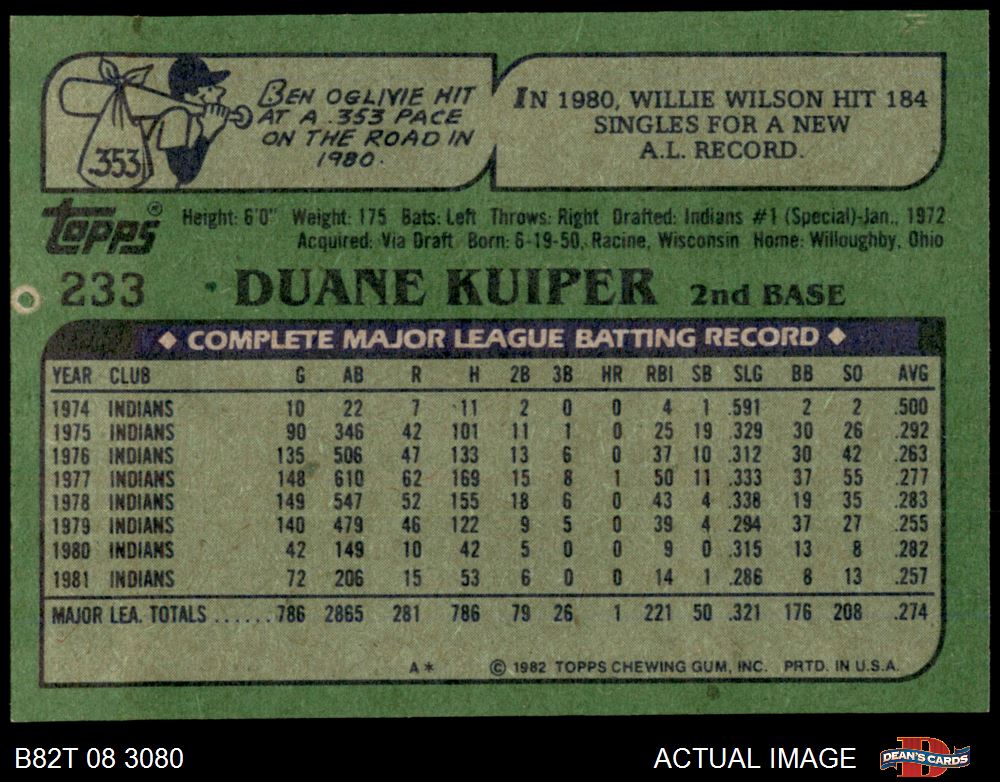 BEN OGLIVIE HIT
AT A .353 PACE
ON THE ROAD IN
1980.
.353
IN 1980, WILLIE WILSON HIT 184
SINGLES FOR A NEW
A.L. RECORD.
topps®
Height: 6'0" Weight: 175 Bats: Left Throws: Right Drafted: Indians #1 (Special)-Jan., 1972
Acquired: Via Draft Born: 6-19-50, Racine, Wisconsin Home: Willoughby, Ohio
233 DUANE KUIPER 2nd BASE
◆ COMPLETE MAJOR LEAGUE BATTING RECORD ◆
YEAR CLUB G AB R H 2B 3B HR RBI SB SLG BB SO AVG
1974 INDIANS 10 22 7 11 2 0 0 4 1 .591 2 2 .500
1975 INDIANS 90 346 42 101 11 1 0 25 19 .329 30 26 .292
1976 INDIANS 135 506 47 133 13 6 0 37 10 .312 30 42 .263
1977 INDIANS 148 610 62 169 15 8 1 50 11 .333 37 55 .277
1978 INDIANS 149 547 52 155 18 6 0 43 4 .338 19 35 .283
1979 INDIANS 140 479 46 122 9 5 0 39 4 .294 37 27 .255
1980 INDIANS 42 149 10 42 5 0 0 9 0 .315 13 8 .282
1981 INDIANS 72 206 15 53 6 0 0 14 1 .286 8 13 .257
MAJOR LEA. TOTALS ...... 786 2865 281 786 79 26 1 221 50 .321 176 208 .274
A* © 1982 TOPPS CHEWING GUM, INC. PRTD. IN U.S.A.
B82T 08 3080
ACTUAL IMAGE
DEAN'S CARDS